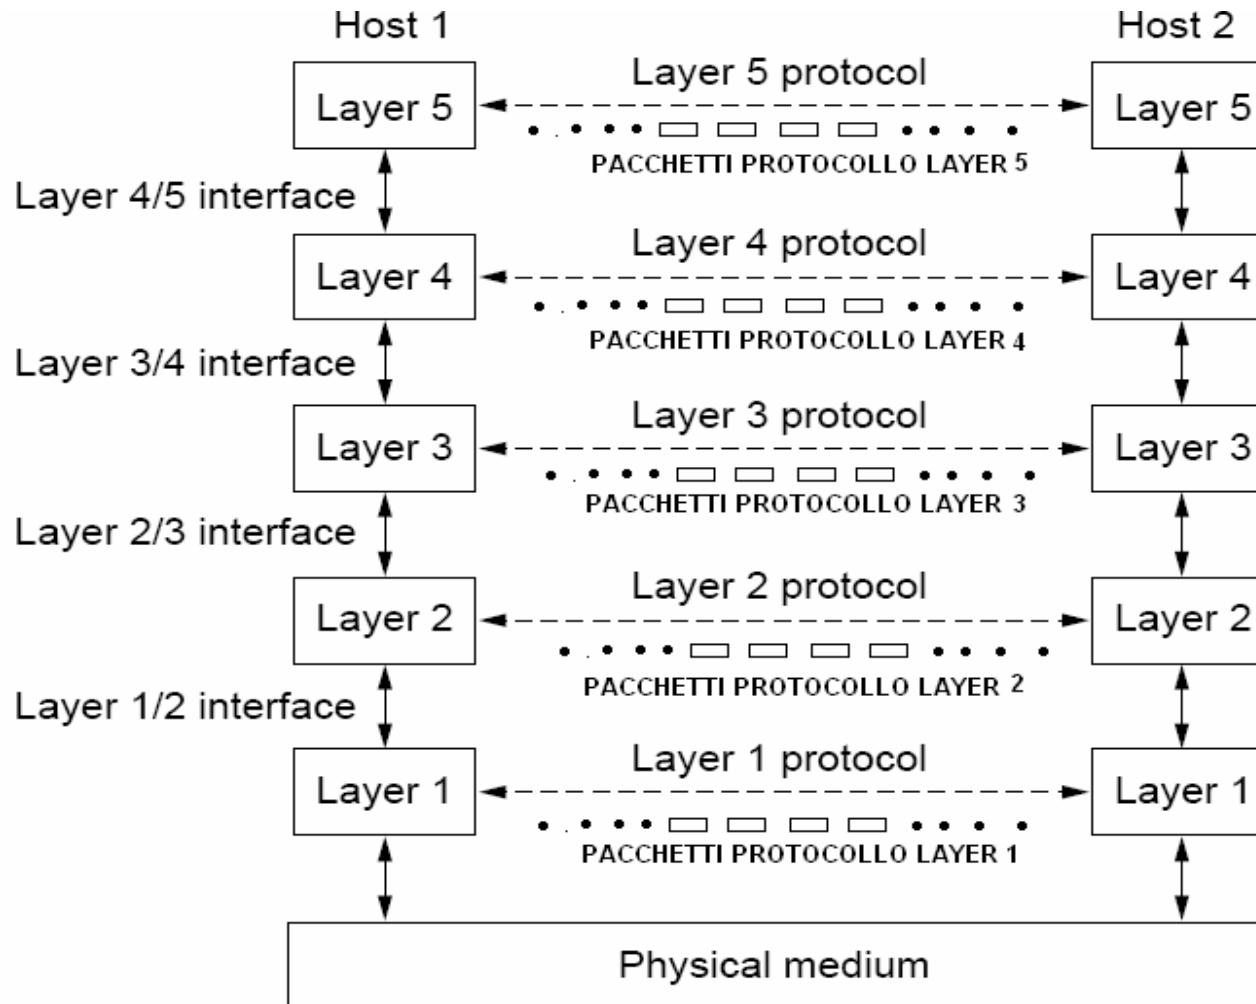 Host 1
Host 2
Layer 5 protocol
Layer 5
Layer 5
PACCHETTI PROTOCOLLO LAYER 5
Layer 4/5 interface
Layer 4 protocol
Layer 4
Layer 4
PACCHETTI PROTOCOLLO LAYER 4
Layer 3/4 interface
Layer 3 protocol
Layer 3
Layer 3
PACCHETTI PROTOCOLLO LAYER 3
Layer 2/3 interface
Layer 2 protocol
Layer 2
Layer 2
PACCHETTI PROTOCOLLO LAYER 2
Layer 1/2 interface
Layer 1 protocol
Layer 1
Layer 1
PACCHETTI PROTOCOLLO LAYER 1
Physical medium